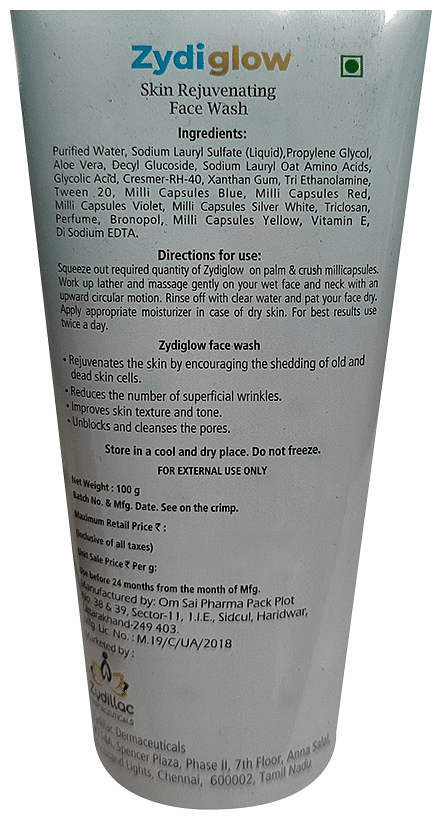 Zydiglow
Skin Rejuvenating
Face Wash
Ingredients:
Purified Water, Sodium Lauryl Sulfate (Liquid),Propylene Glycol,
Aloe Vera, Decyl Glucoside, Sodium Lauryl Oat Amino Acids,
Glycolic Acid, Cresmer-RH-40, Xanthan Gum, Tri Ethanolamine,
Tween 20, Milli Capsules Blue, Milli Capsules Red,
Milli Capsules Violet, Milli Capsules Silver White, Triclosan,
Perfume, Bronopol, Milli Capsules Yellow, Vitamin E,
Di Sodium EDTA.
Directions for use:
Squeeze out required quantity of Zydiglow on palm & crush millicapsules.
Work up lather and massage gently on your wet face and neck with an
upward circular motion. Rinse off with clear water and pat your face dry.
Apply appropriate moisturizer in case of dry skin. For best results use
twice a day.
Zydiglow face wash
• Rejuvenates the skin by encouraging the shedding of old and
dead skin cells.
• Reduces the number of superficial wrinkles.
• Improves skin texture and tone.
• Unblocks and cleanses the pores.
Store in a cool and dry place. Do not freeze.
FOR EXTERNAL USE ONLY
Net Weight : 100 g
Batch No. & Mfg. Date. See on the crimp.
Maximum Retail Price ₹ :
(Inclusive of all taxes)
Unit Sale Price ₹ Per g:
Use before 24 months from the month of Mfg.
Manufactured by: Om Sai Pharma Pack Plot
No. 38 & 39, Sector-11, I.I.E., Sidcul, Haridwar,
Uttarakhand-249 403.
Mfg. Lic. No. : M.19/C/UA/2018
Marketed by :
Zydillac
Dermaceuticals
Spencer Plaza, Phase II, 7th Floor, Anna Salai,
Lights, Chennai, 600002, Tamil Nadu